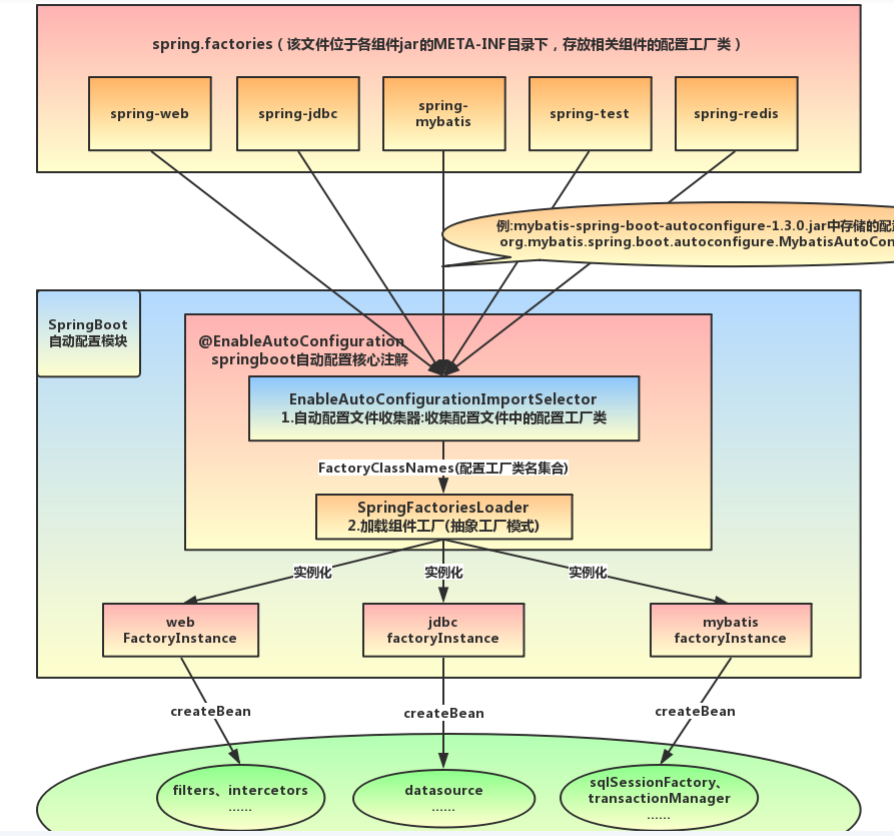 spring.factories（该文件位于各组件jar的META-INF目录下，存放相关组件的配置工厂类）
spring-web
spring-jdbc
spring-
mybatis
spring-test
spring-redis
例:mybatis-spring-boot-autoconfigure-1.3.0.jar中存储的配
org.mybatis.spring.boot.autoconfigure.MybatisAutoCon
SpringBoot
自动配置模块
@EnableAutoConfiguration
springboot自动配置核心注解
EnableAutoConfigurationImportSelector
1.自动配置文件收集器:收集配置文件中的配置工厂类
FactoryClassNames(配置工厂类名集合)
SpringFactoriesLoader
2.加载组件工厂(抽象工厂模式)
实例化
实例化
实例化
web
FactoryInstance
jdbc
factoryInstance
mybatis
factoryInstance
createBean
createBean
createBean
filters、intercetors
......
datasource
......
sqlSessionFactory、
transactionManager
......